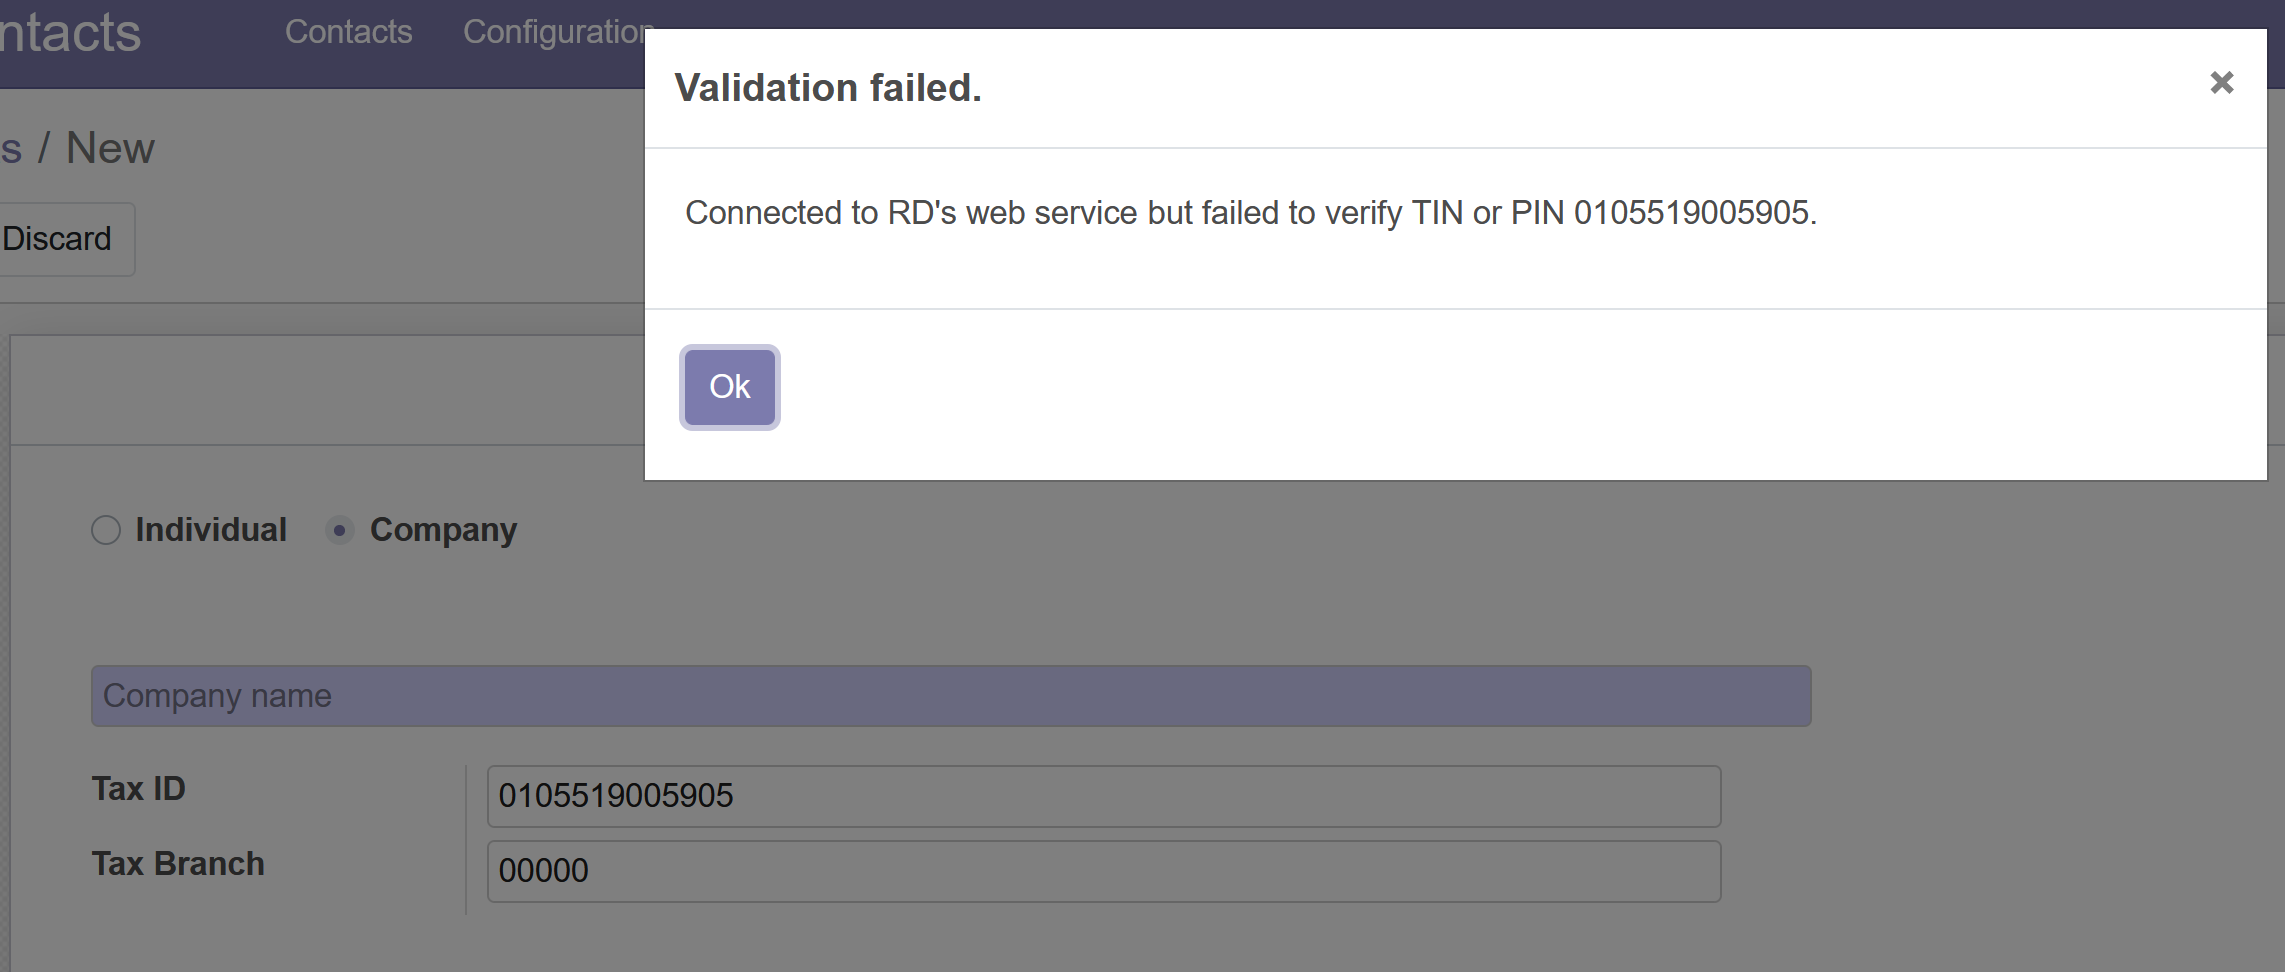 ntacts Contacts Configuration
Validation failed.
s / New
Connected to RD's web service but failed to verify TIN or PIN 0105519005905.
Discard
Ok
Individual Company
Company name
Tax ID 0105519005905
Tax Branch 00000